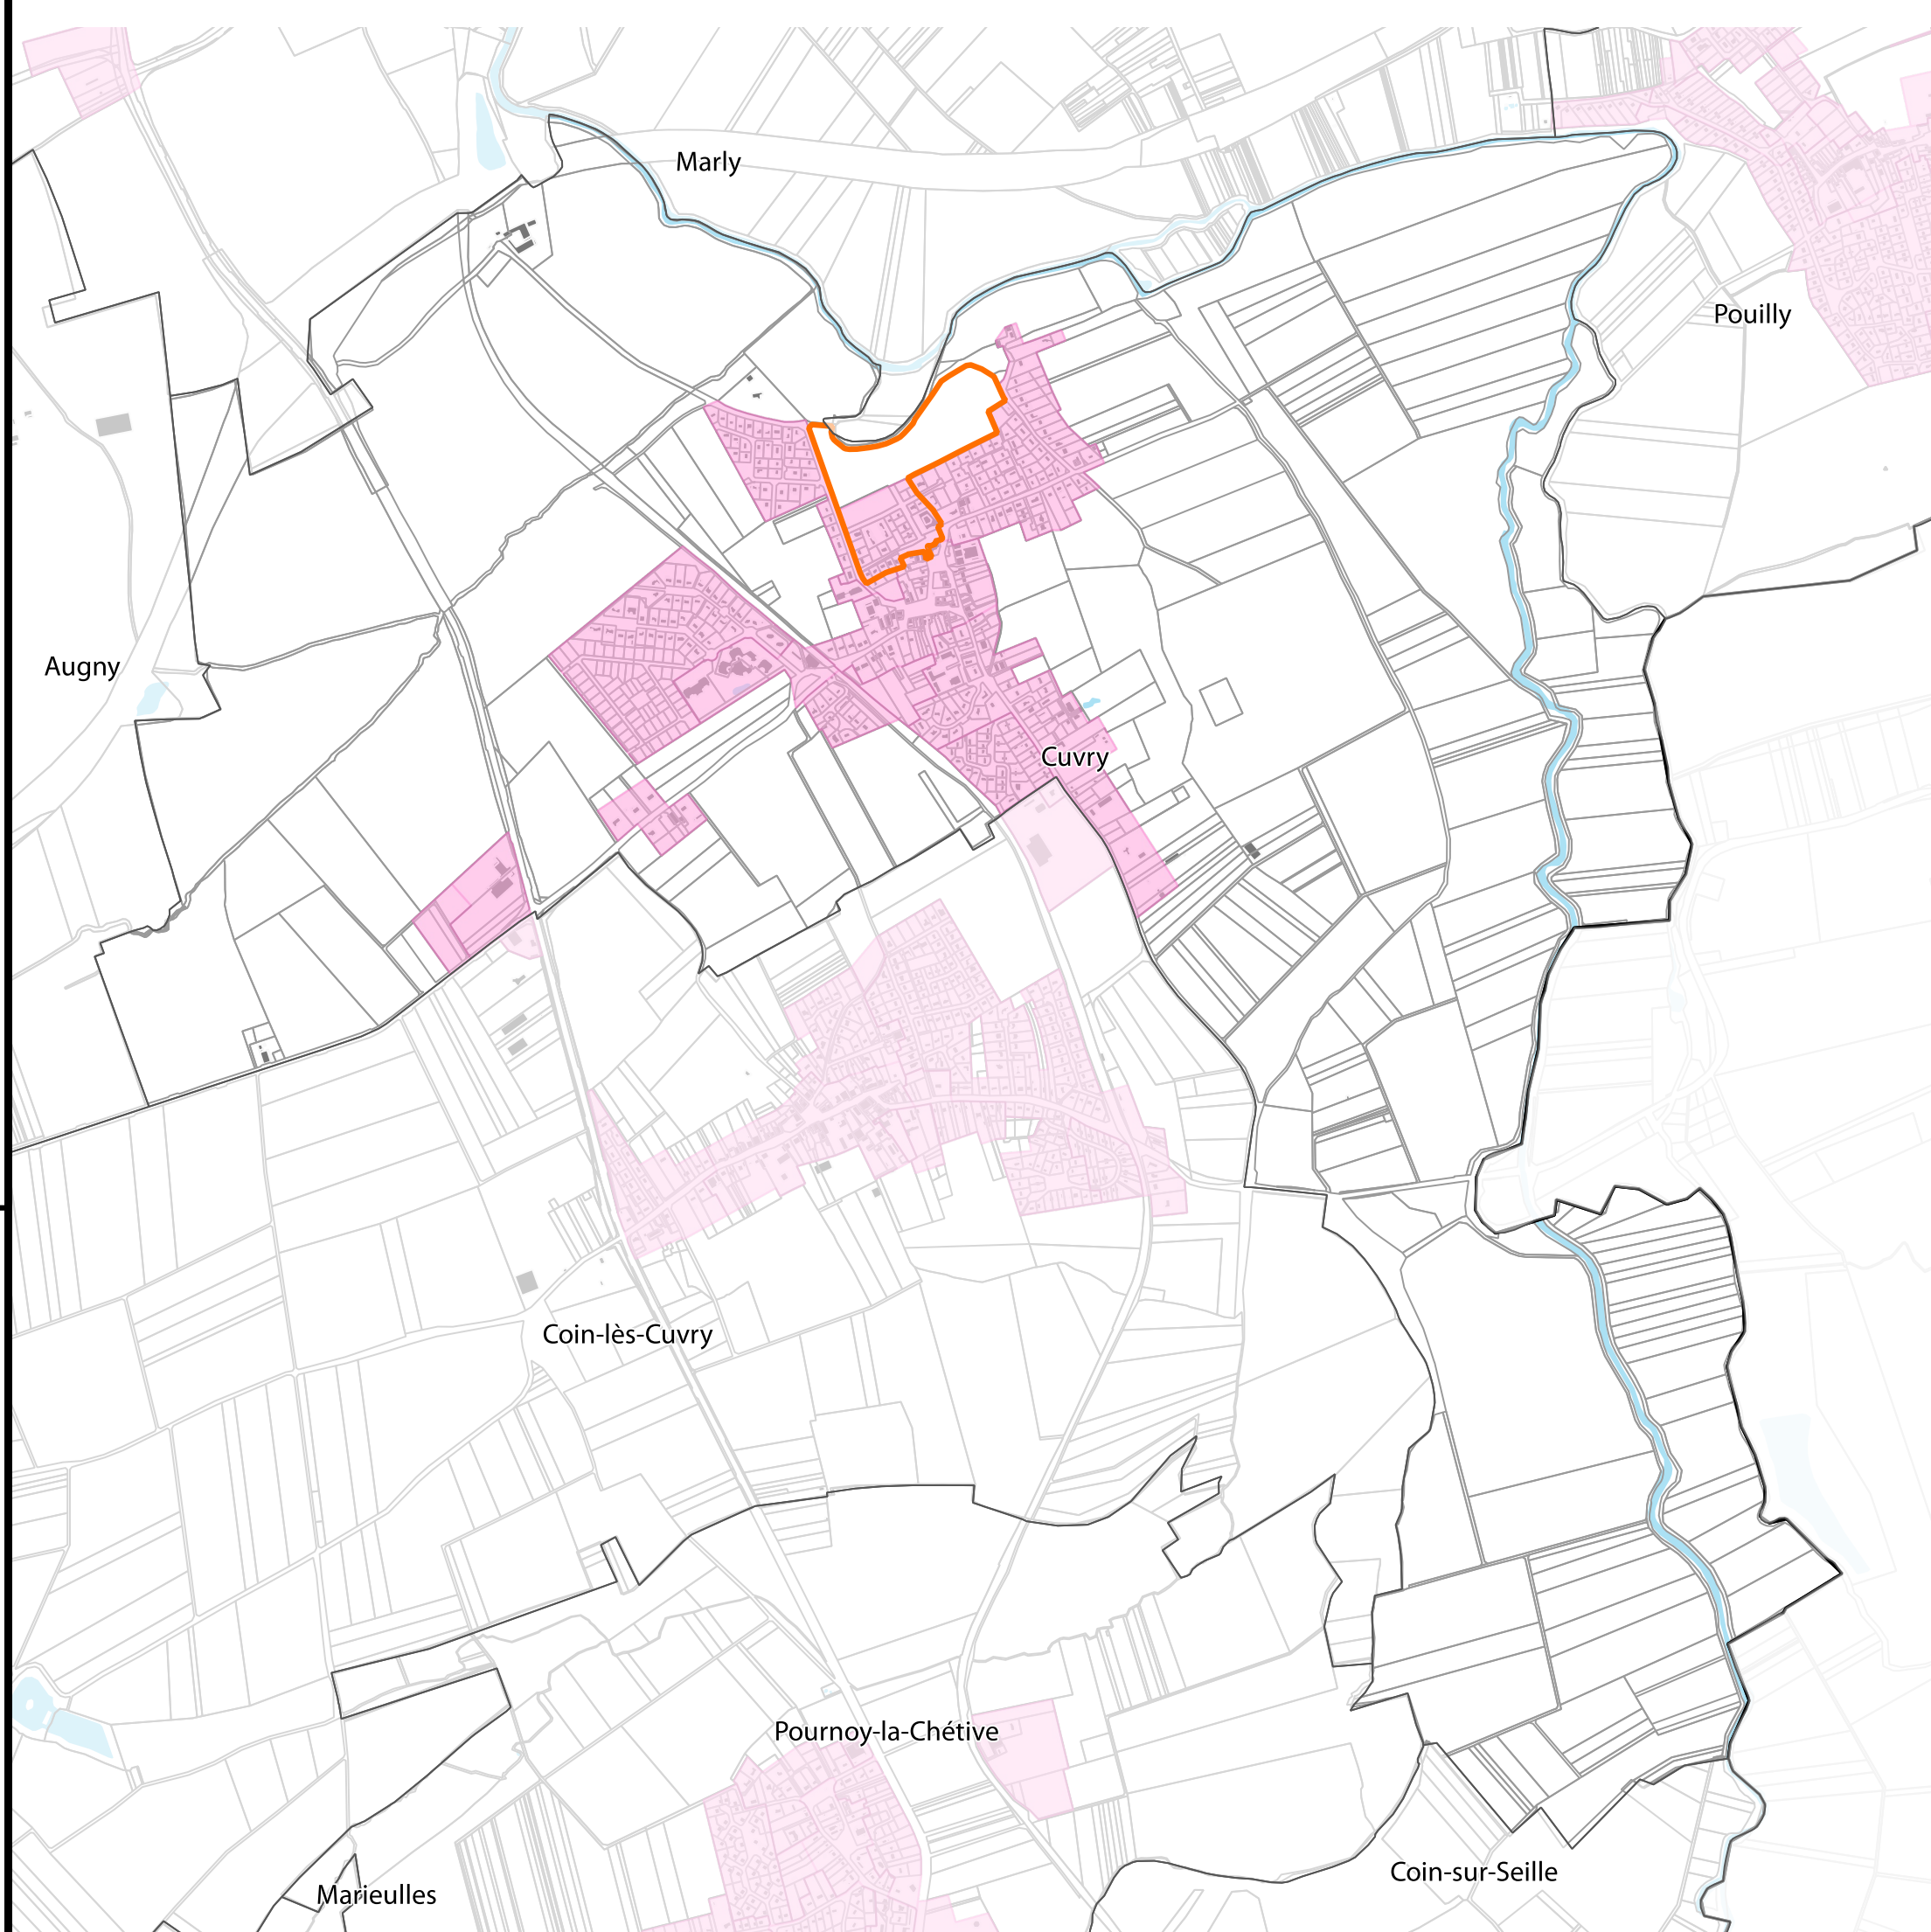 Marly
Pouilly
Augny
Cuvry
Coin-lès-Cuvry
Pournoy-la-Chétive
Coin-sur-Seille
Marieulles